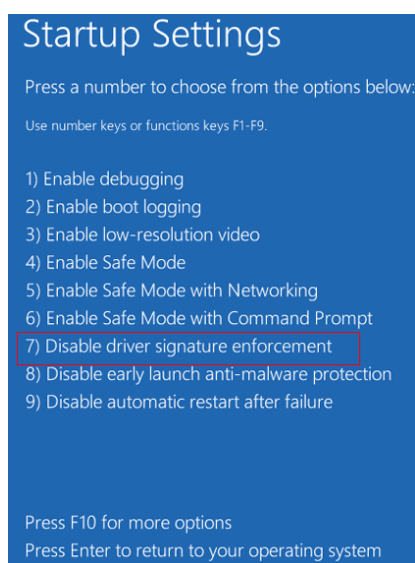 Startup Settings
Press a number to choose from the options below:
Use number keys or functions keys F1-F9.
1) Enable debugging
2) Enable boot logging
3) Enable low-resolution video
4) Enable Safe Mode
5) Enable Safe Mode with Networking
6) Enable Safe Mode with Command Prompt
7) Disable driver signature enforcement
8) Disable early launch anti-malware protection
9) Disable automatic restart after failure
Press F10 for more options
Press Enter to return to your operating system